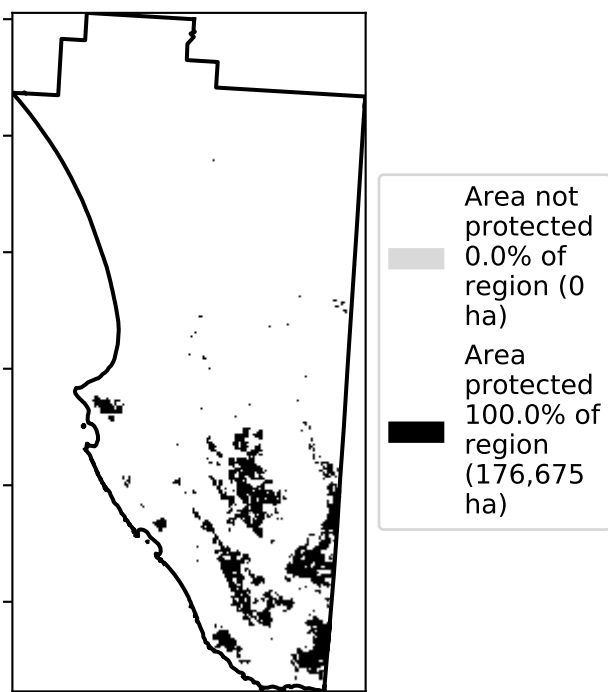 Area not
protected
0.0% of
region (0
ha)
Area
protected
100.0% of
region
(176,675
ha)